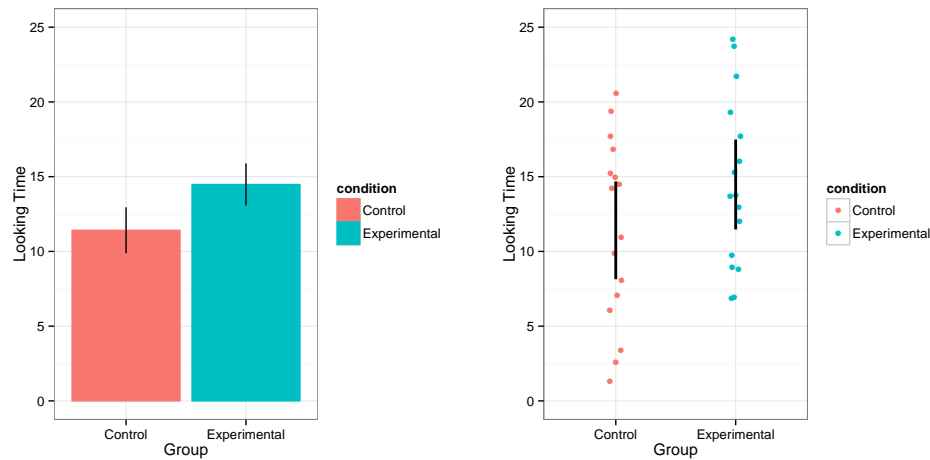 25
20
15
10
5
0
Looking Time
Control Experimental
Group
condition
Control
Experimental
25
20
15
10
5
0
Looking Time
Control Experimental
Group
condition
Control
Experimental